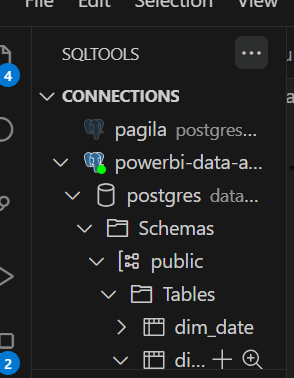 File Edit Selection View
SQLTOOLS
CONNECTIONS
4
pagila postgres...
powerbi-data-a...
postgres data...
Schemas
public
Tables
dim_date
2
di...